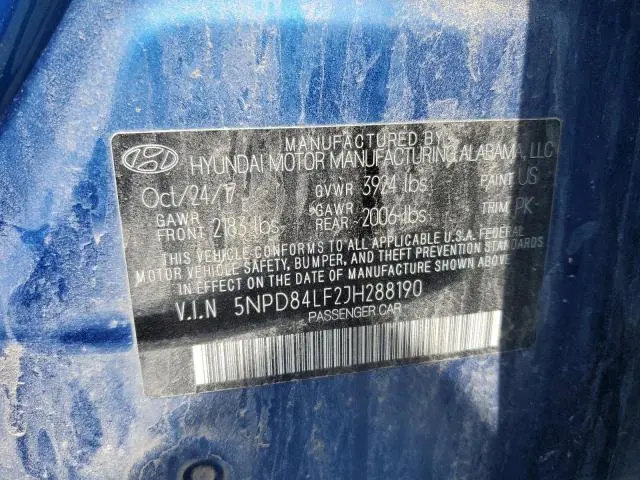 MANUFACTURED BY
HYUNDAI MOTOR MANUFACTURING ALABAMA, LLC
Oct/24/17 GVWR 3924 lbs PAINT US
GAWR FRONT 2183 lbs GAWR REAR 2006 lbs TRIM PK
THIS VEHICLE CONFORMS TO ALL APPLICABLE U.S.A. FEDERAL
MOTOR VEHICLE SAFETY, BUMPER, AND THEFT PREVENTION STANDARDS
IN EFFECT ON THE DATE OF MANUFACTURE SHOWN ABOVE.
V.I.N 5NPD84LF2JH288190
PASSENGER CAR